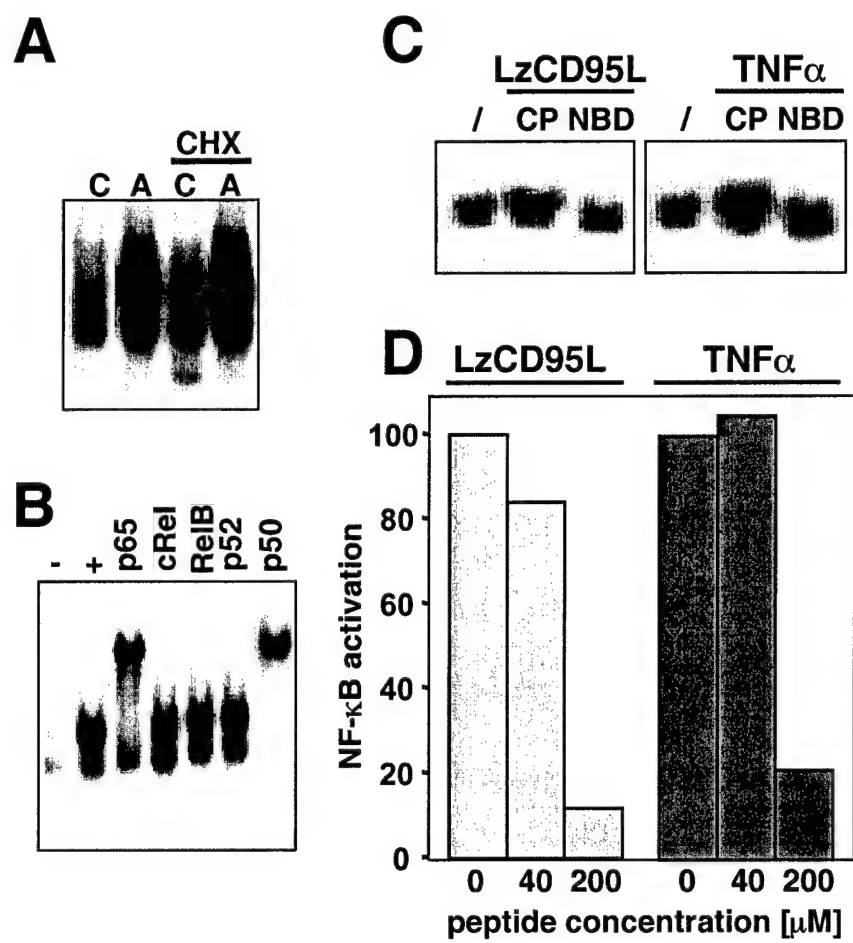 A
CHX
C A C A
B
- + p65 cRel RelB p52 p50
C
LzCD95L TNFα
/ CP NBD / CP NBD
D
LzCD95L TNFα
NF-κB activation
100
80
60
40
20
0
0 40 200 0 40 200
peptide concentration [μM]